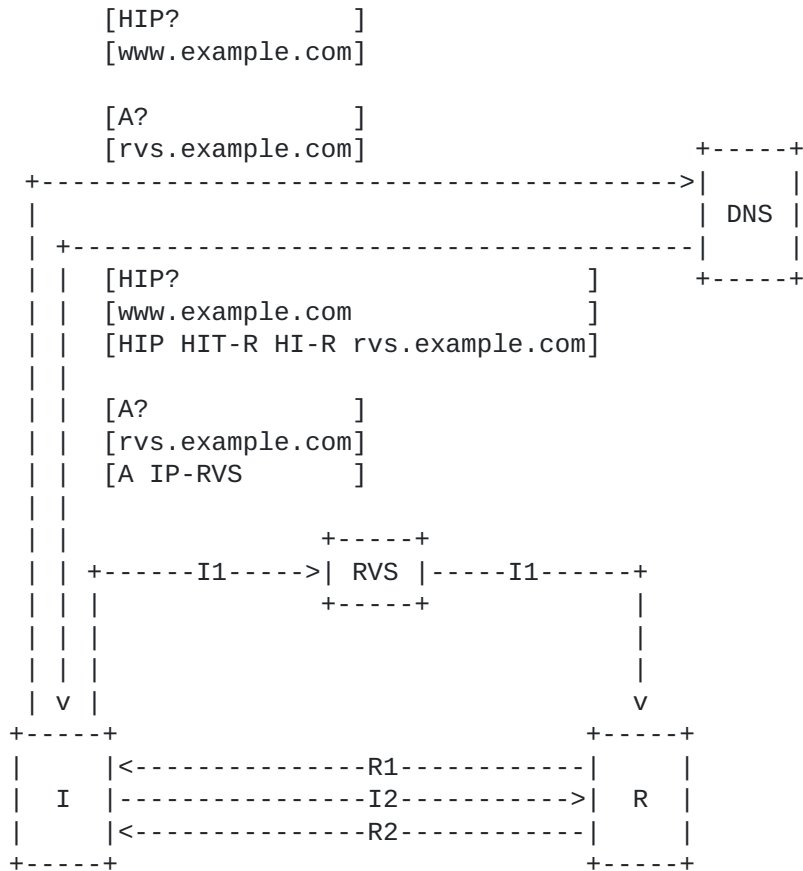 [HIP? ]
[www.example.com]
[A? ]
[rvs.example.com]
DNS
[HIP? ]
[www.example.com ]
[HIP HIT-R HI-R rvs.example.com]
[A? ]
[rvs.example.com]
[A IP-RVS ]
I1 RVS I1
R1
I I2 R
R2